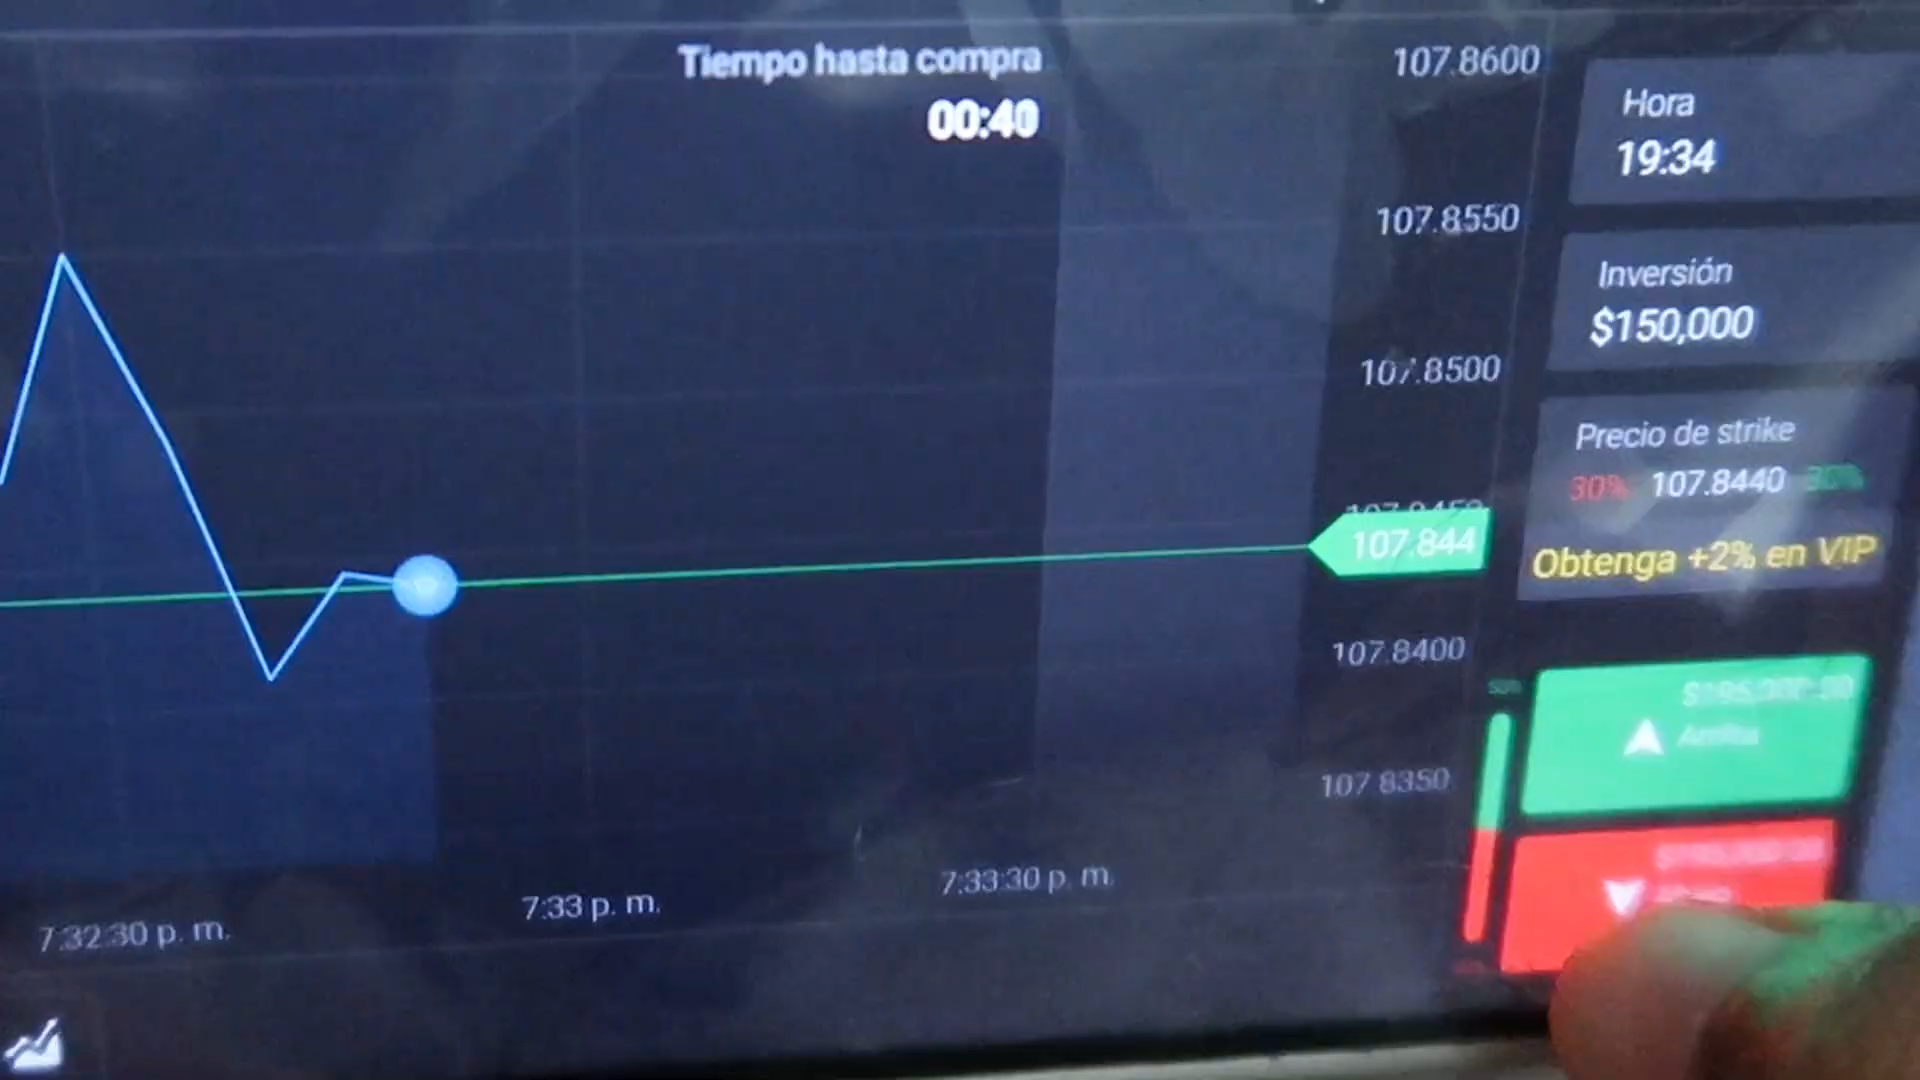 Tiempo hasta compra
00:40
107.8600
107.8550
107.8500
107.844
107.8400
107.8350
7:32:30 p. m.
7:33 p. m.
7:33:30 p. m.
Hora
19:34
Inversión
$150,000
Precio de strike
30% 107.8440 30%
Obtenga +2% en VIP
Arriba